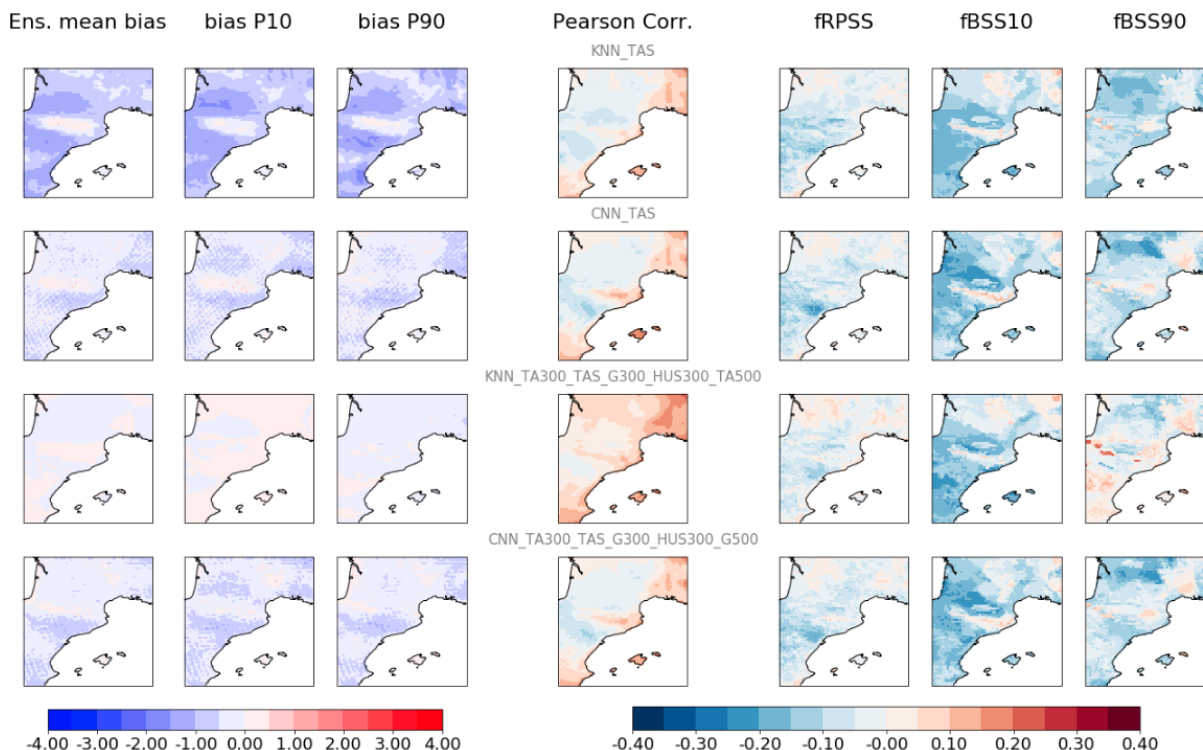 Ens. mean bias bias P10 bias P90 Pearson Corr. fRPSS fBSS10 fBSS90
KNN_TAS
CNN_TAS
KNN_TA300_TAS_G300_HUS300_TA500
CNN_TA300_TAS_G300_HUS300_G500
-4.00 -3.00 -2.00 -1.00 0.00 1.00 2.00 3.00 4.00
-0.40 -0.30 -0.20 -0.10 -0.00 0.10 0.20 0.30 0.40